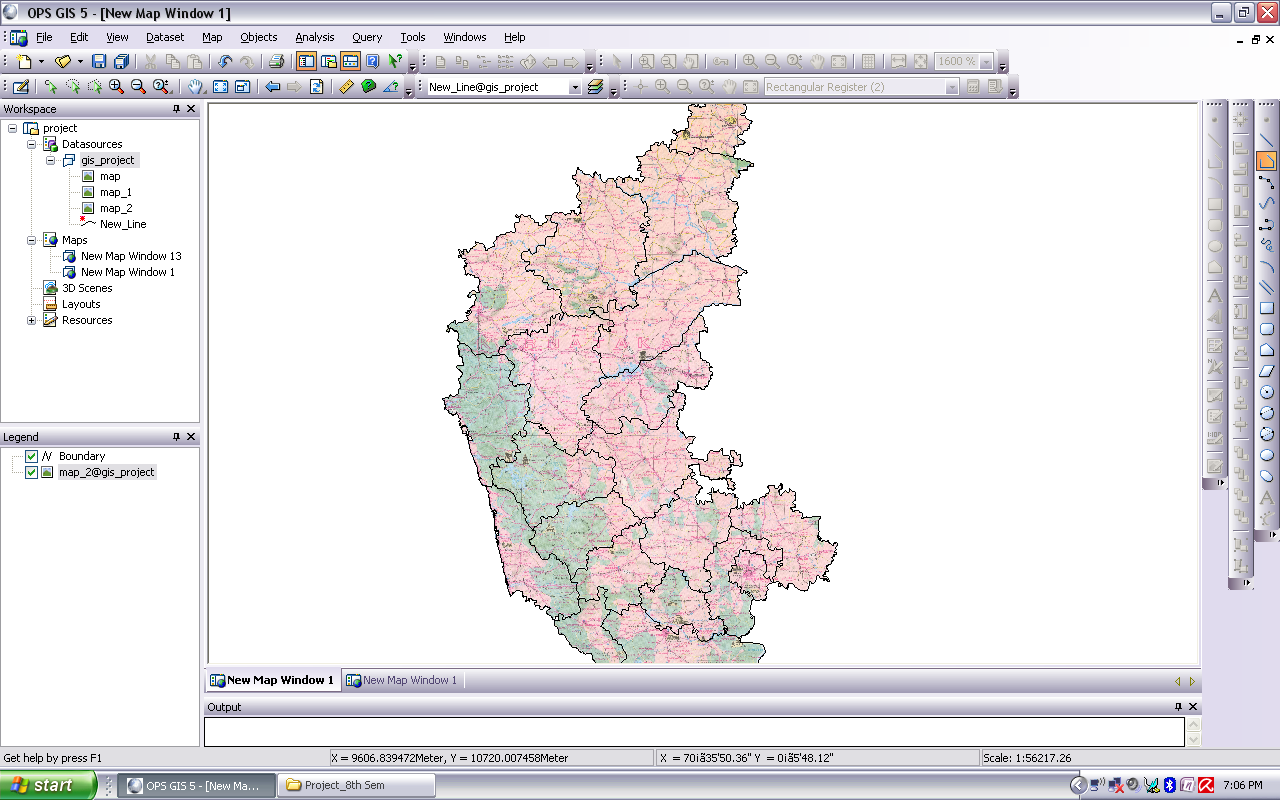 OPS GIS 5 - [New Map Window 1]
File Edit View Dataset Map Objects Analysis Query Tools Windows Help
1600 %
New_Line@gis_project
Rectangular Register (2)
Workspace
project
Datasources
gis_project
map
map_1
map_2
New_Line
Maps
New Map Window 13
New Map Window 1
3D Scenes
Layouts
Resources
Legend
Boundary
map_2@gis_project
New Map Window 1
New Map Window 1
Output
Get help by press F1
X = 9606.839472Meter, Y = 10720.007458Meter
X = 70iã35'50.36" Y = 0iã5'48.12"
Scale: 1:56217.26
start
OPS GIS 5 - [New Ma...
Project_8th Sem
7:06 PM